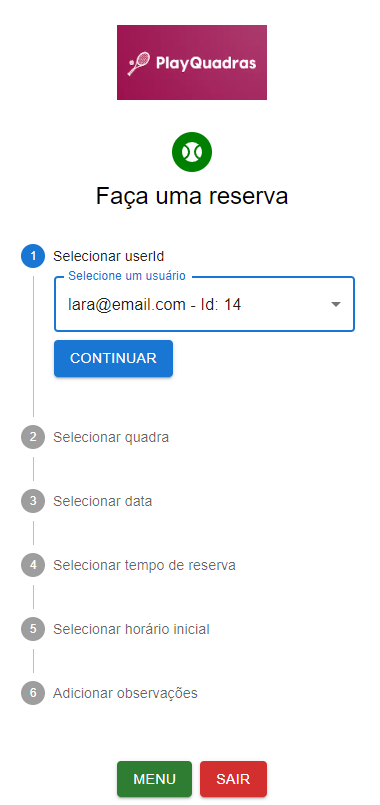 PlayQuadras
Faça uma reserva
1 Selecionar userId
Selecione um usuário
lara@email.com - Id: 14
CONTINUAR
2 Selecionar quadra
3 Selecionar data
4 Selecionar tempo de reserva
5 Selecionar horário inicial
6 Adicionar observações
MENU SAIR